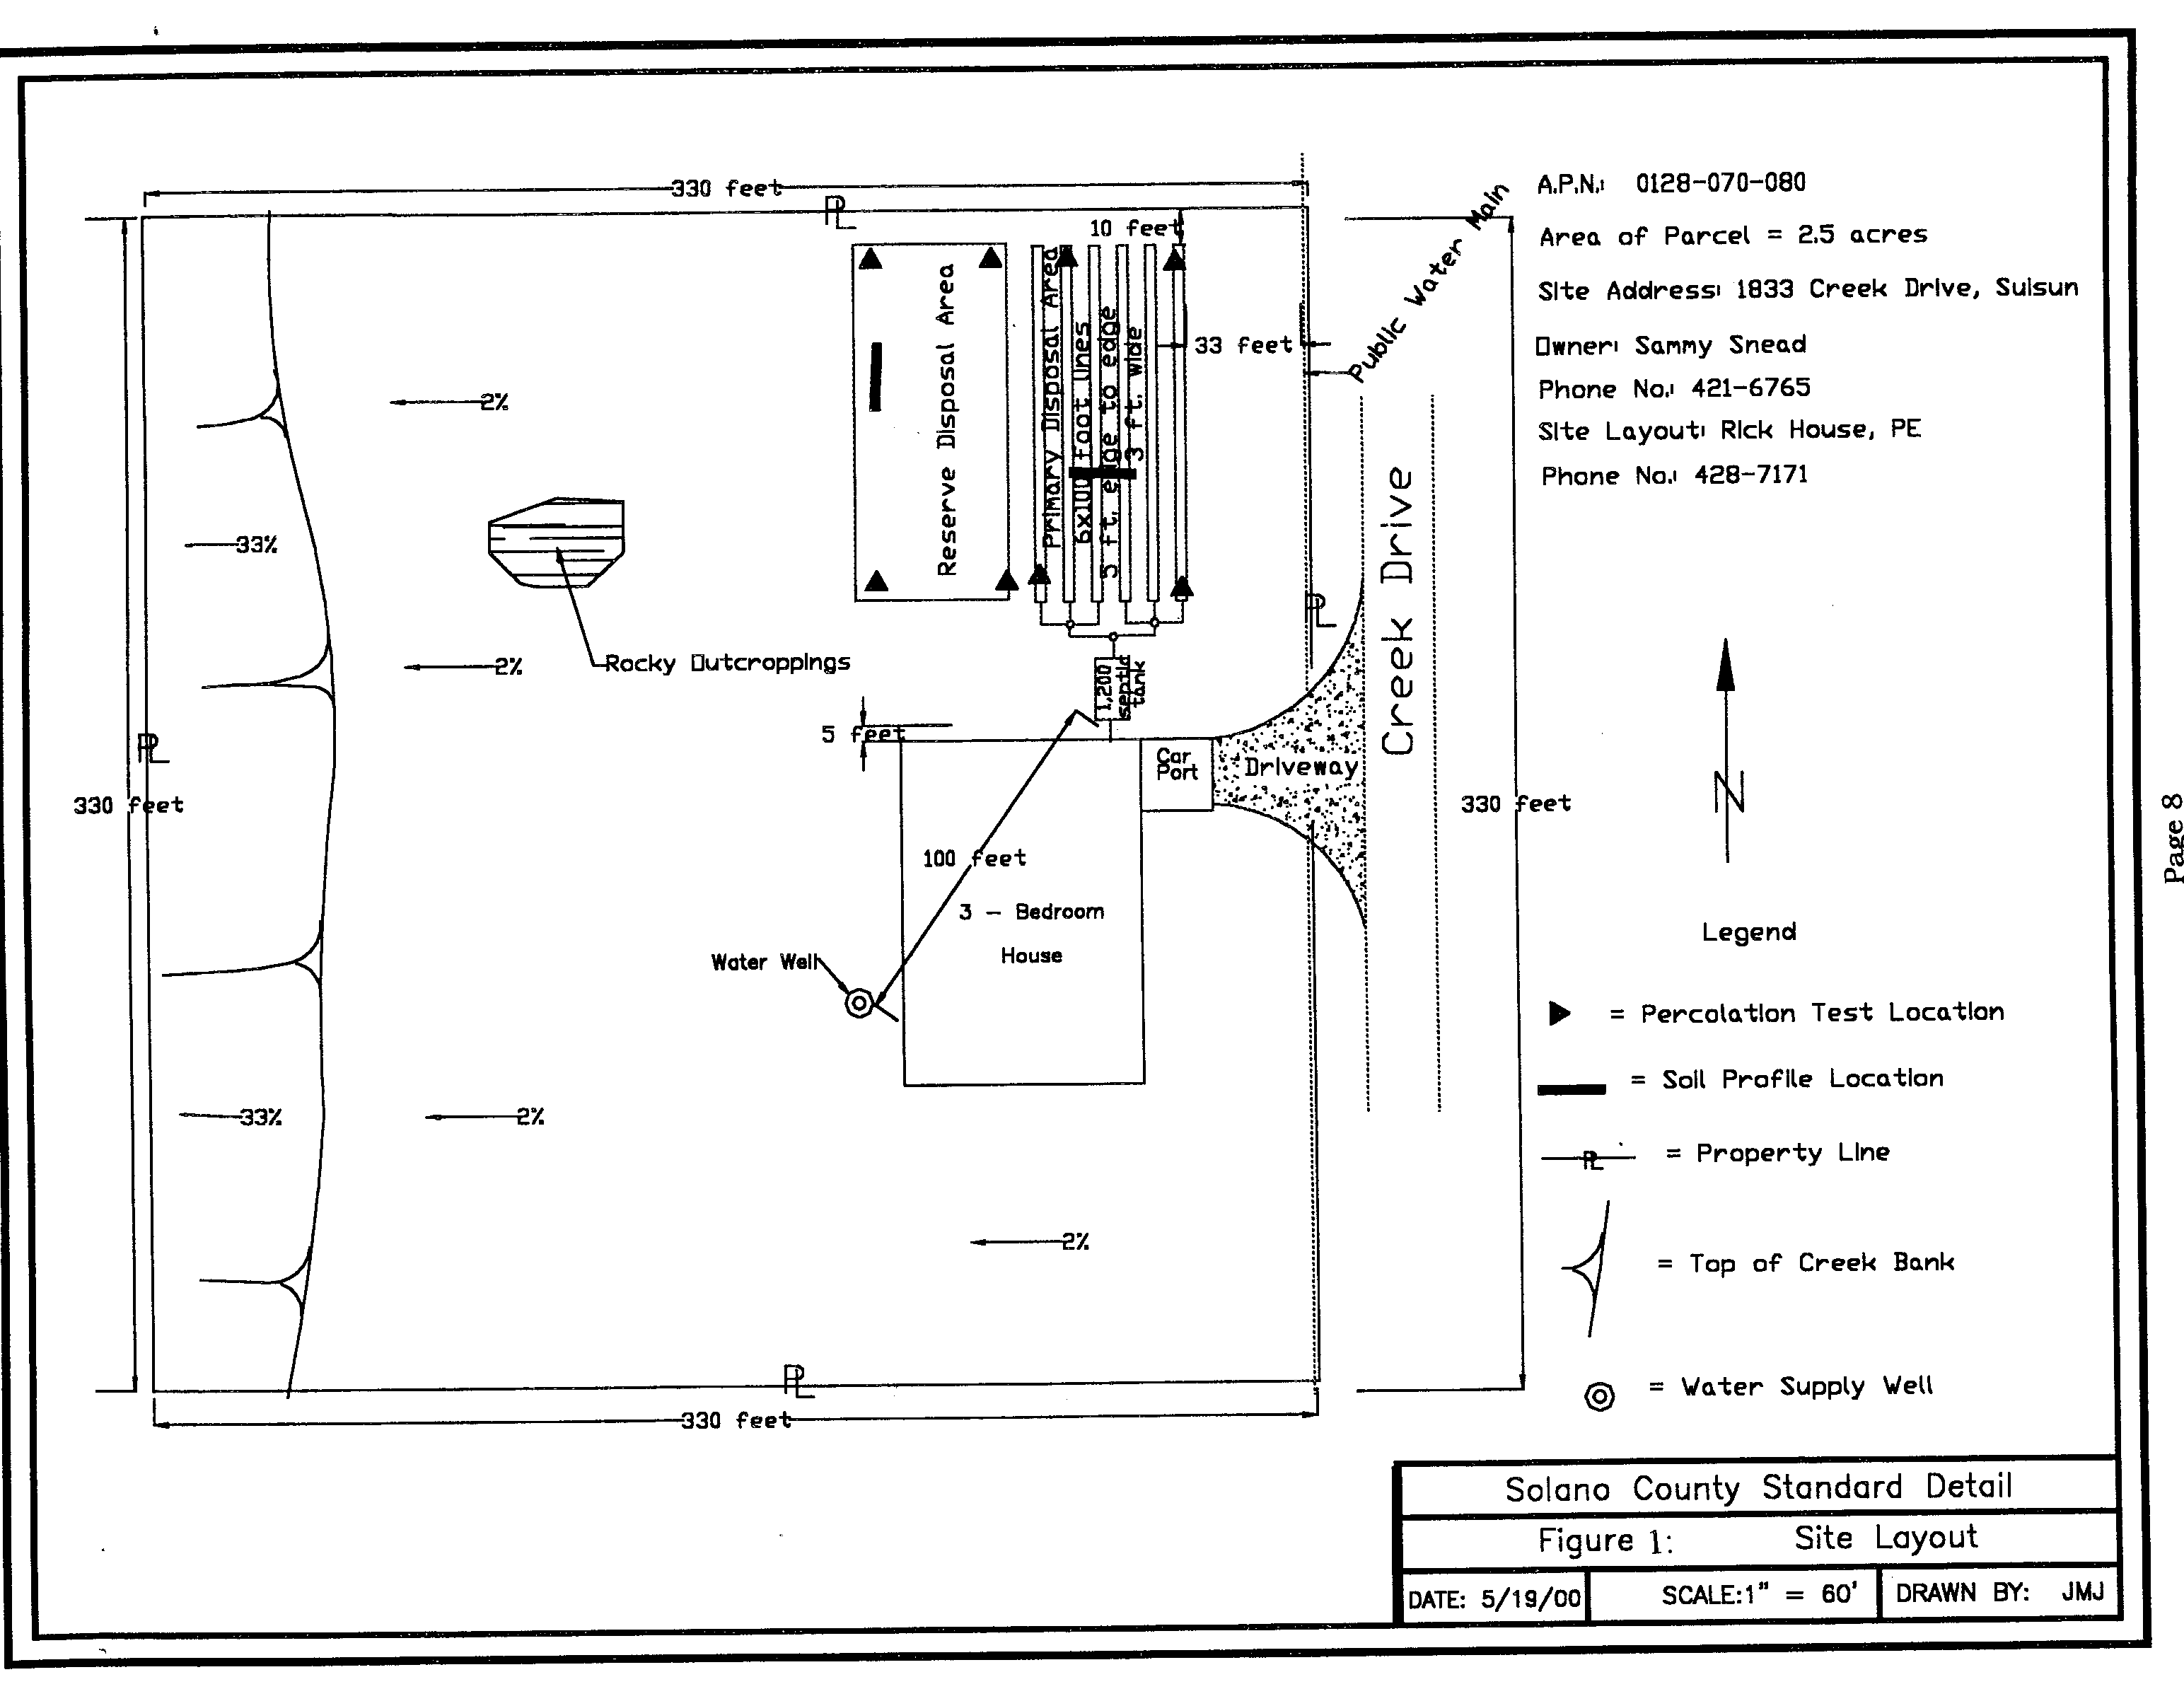 330 feet
PL
10 feet
Reserve Disposal Area
Primary Disposal Area
6x100 foot lines
5 ft. edge to edge
3 ft. wide
33 feet
Public Water Main
A.P.N.: 0128-070-080
Area of Parcel = 2.5 acres
Site Address: 1833 Creek Drive, Suisun
Owner: Sammy Snead
Phone No.: 421-6765
Site Layout: Rick House, PE
Phone No.: 428-7171
2%
33%
Rocky Outcroppings
2%
PL
Creek Drive
1,200
septic
tank
5 feet
PL
Car
Port
Driveway
330 feet
330 feet
N
Page 8
100 feet
3 - Bedroom
House
Water Well
33%
2%
2%
PL
330 feet
Legend
= Percolation Test Location
= Soil Profile Location
PL = Property Line
= Top of Creek Bank
= Water Supply Well
Solano County Standard Detail
Figure 1: Site Layout
DATE: 5/19/00 SCALE:1" = 60' DRAWN BY: JMJ